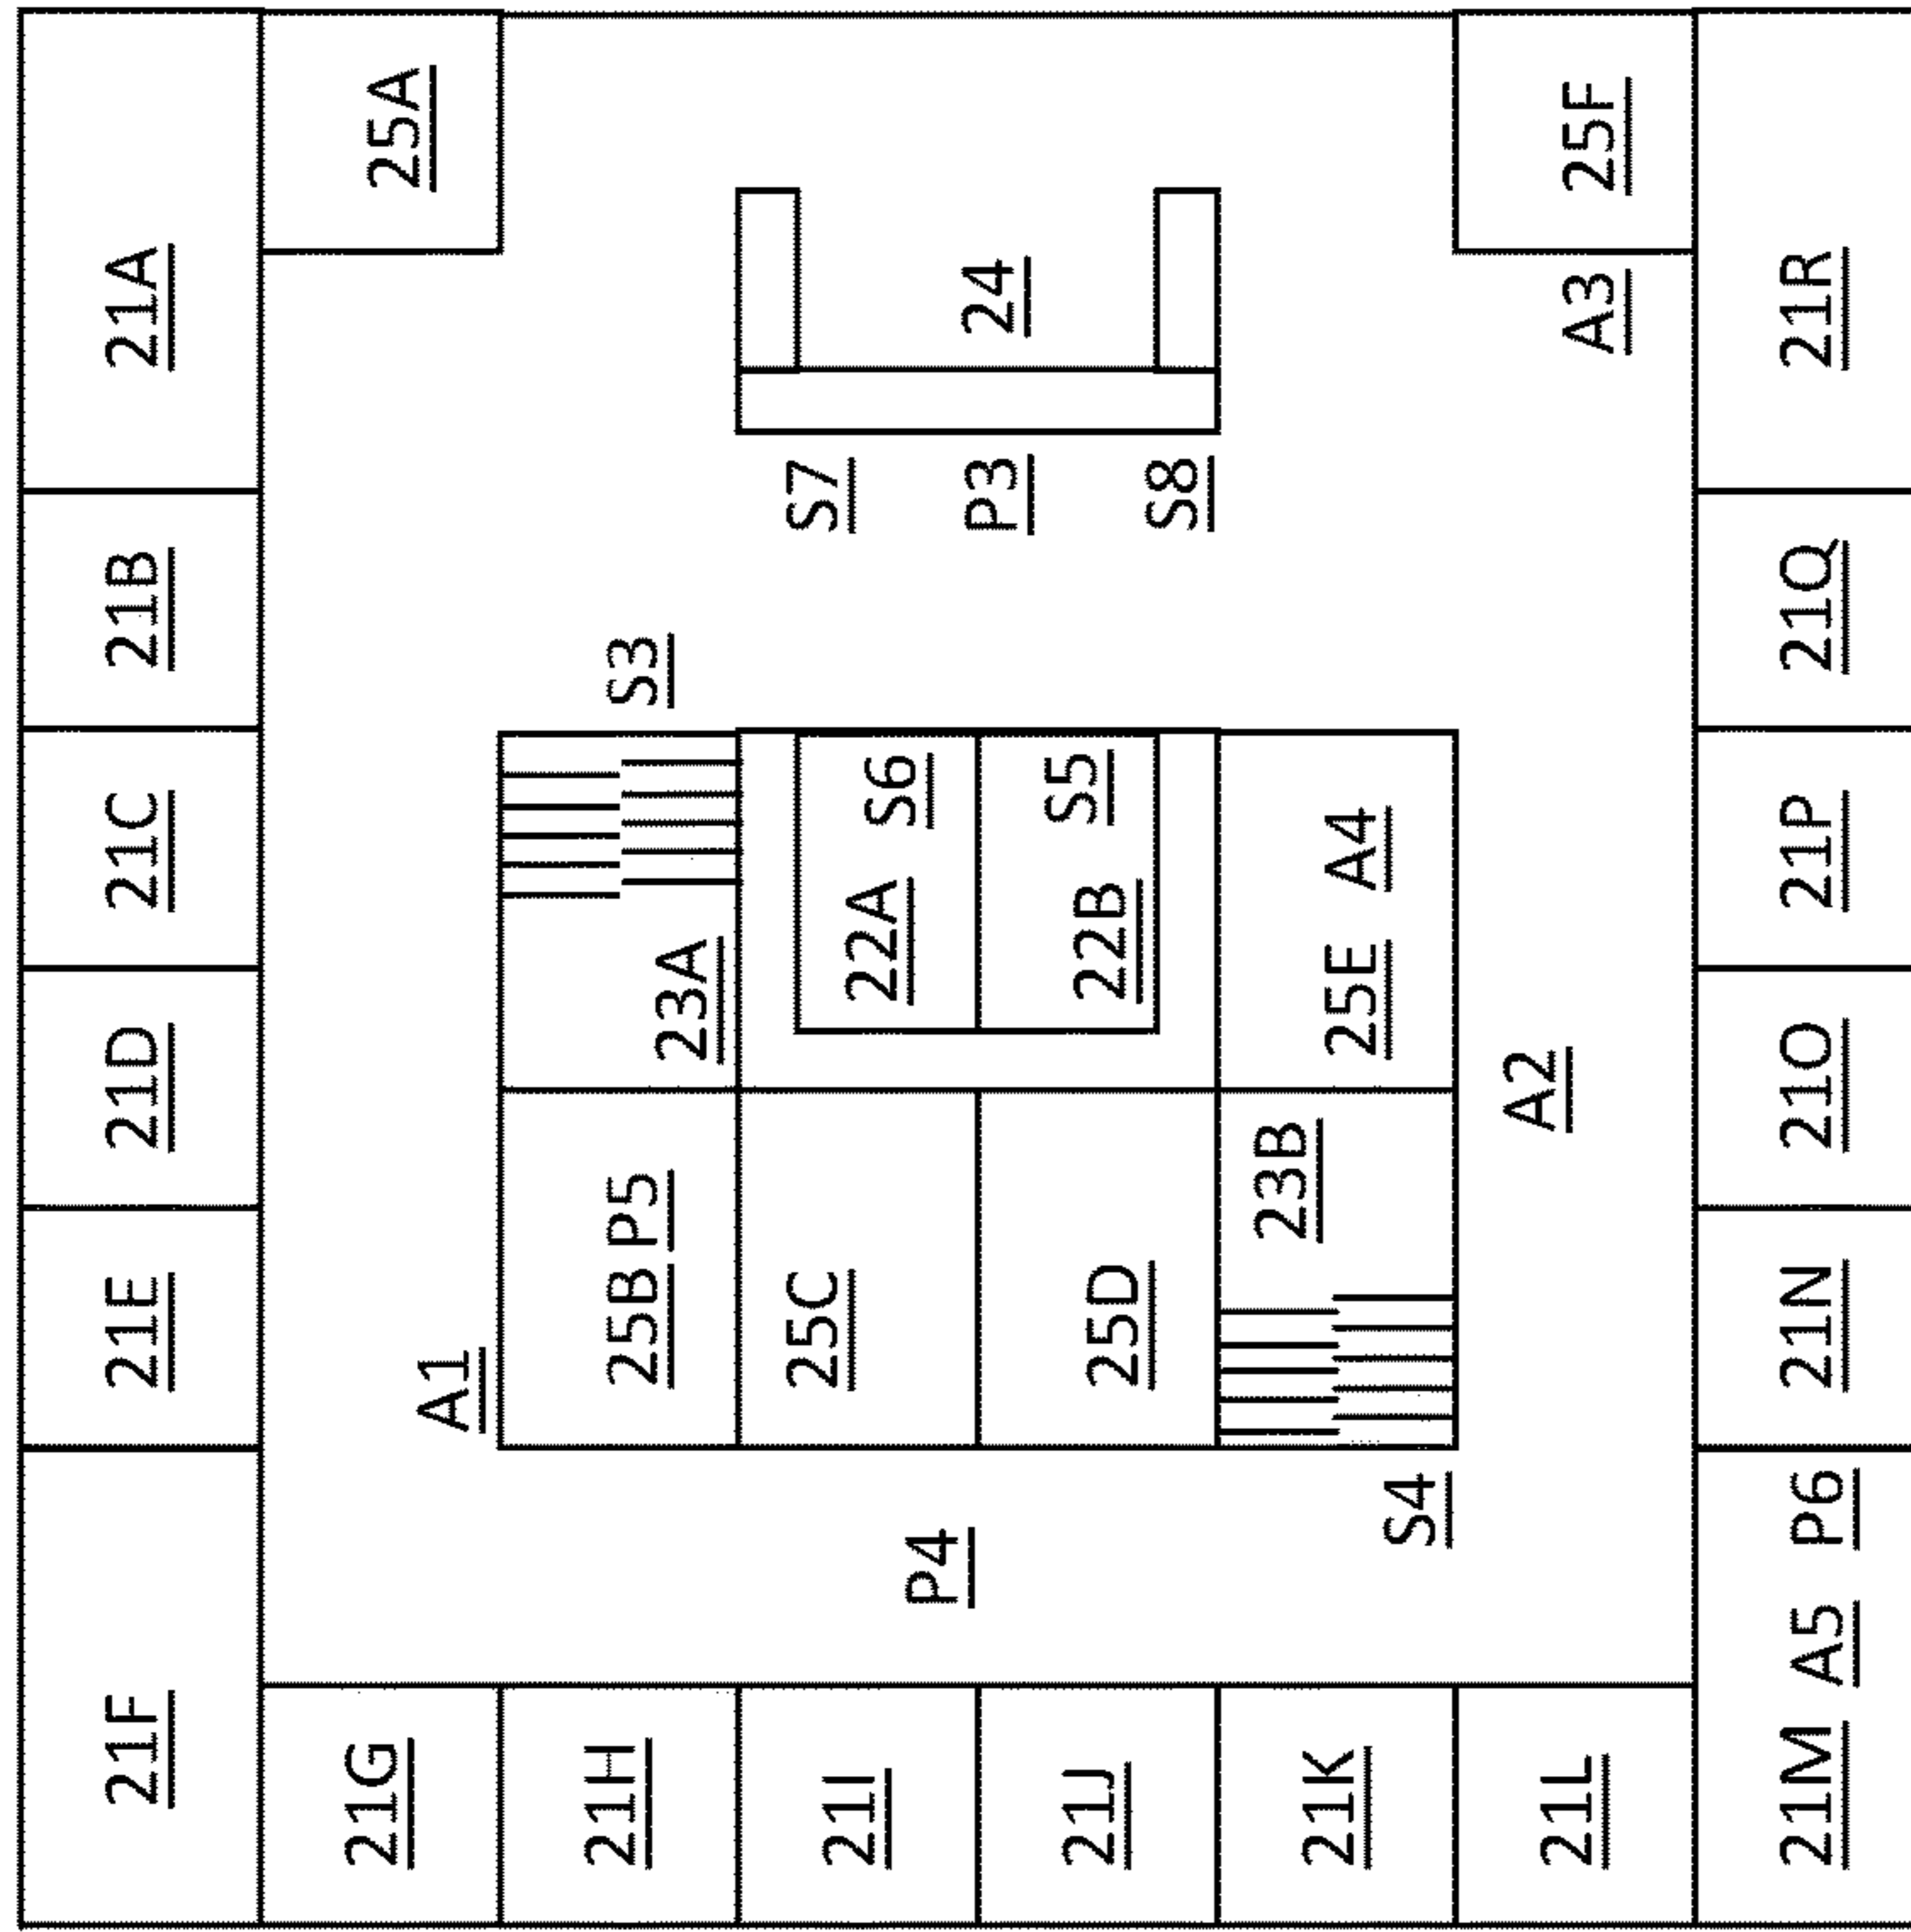 21F 21E 21D 21C 21B 21A
21G 25A
A1
21H 25B P5 S3
23A
21I 25C S7
22A S6
P4 P3 24
21J 25D 22B S5 S8
23B
21K 25E A4
S4
A2
21L A3 25F
21M A5 P6 21N 21O 21P 21Q 21R